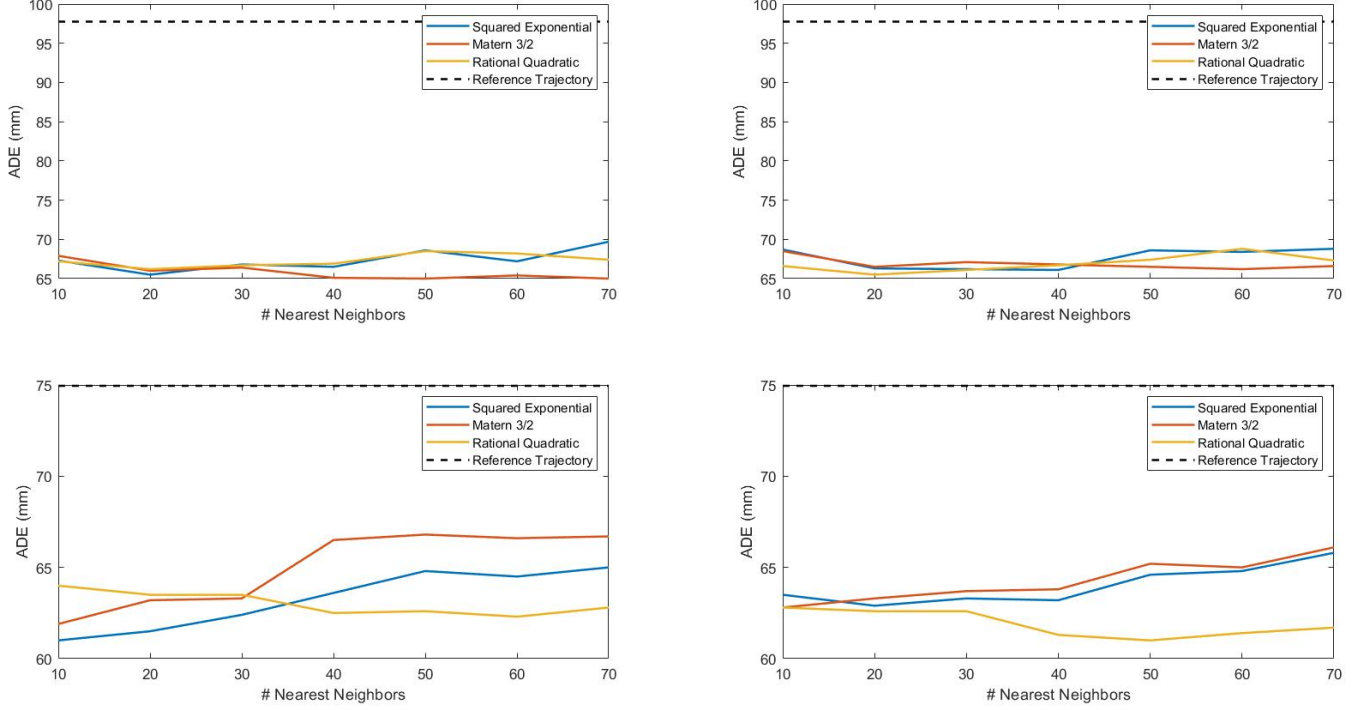 100
95
90
85
80
75
70
65
ADE (mm)
Squared Exponential
Matern 3/2
Rational Quadratic
Reference Trajectory
10 20 30 40 50 60 70
# Nearest Neighbors
100
95
90
85
80
75
70
65
ADE (mm)
Squared Exponential
Matern 3/2
Rational Quadratic
Reference Trajectory
10 20 30 40 50 60 70
# Nearest Neighbors
75
70
65
60
ADE (mm)
Squared Exponential
Matern 3/2
Rational Quadratic
Reference Trajectory
10 20 30 40 50 60 70
# Nearest Neighbors
75
70
65
60
ADE (mm)
Squared Exponential
Matern 3/2
Rational Quadratic
Reference Trajectory
10 20 30 40 50 60 70
# Nearest Neighbors